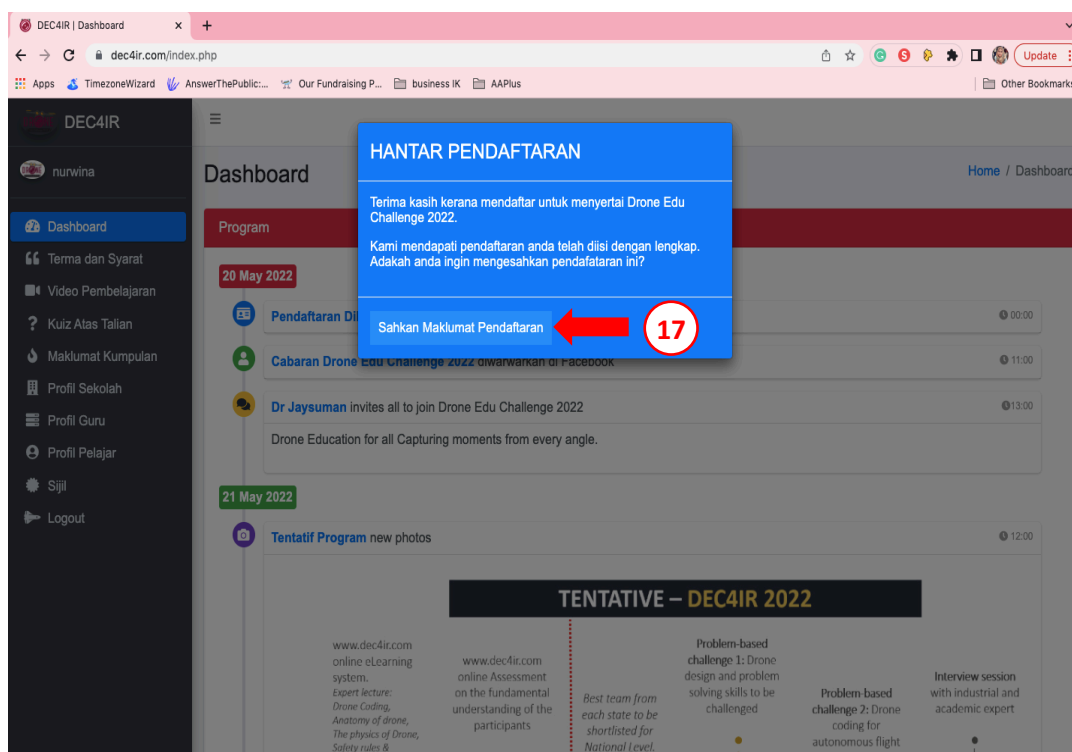 DEC4IR | Dashboard
dec4ir.com/index.php
Update
Apps
TimezoneWizard
AnswerThePublic:...
Our Fundraising P...
business IK
AAPlus
Other Bookmarks
DEC4IR
nurwina
Dashboard
Terma dan Syarat
Video Pembelajaran
Kuiz Atas Talian
Maklumat Kumpulan
Profil Sekolah
Profil Guru
Profil Pelajar
Sijil
Logout
Dashboard
Home / Dashboard
Program
HANTAR PENDAFTARAN
Terima kasih kerana mendaftar untuk menyertai Drone Edu
Challenge 2022.
Kami mendapati pendaftaran anda telah diisi dengan lengkap.
Adakah anda ingin mengesahkan pendafataran ini?
Sahkan Maklumat Pendaftaran
17
20 May 2022
Pendaftaran
00:00
Cabaran Drone Edu Challenge 2022 diwarwarkan di Facebook
11:00
Dr Jaysuman invites all to join Drone Edu Challenge 2022
13:00
Drone Education for all Capturing moments from every angle.
21 May 2022
Tentatif Program new photos
12:00
TENTATIVE – DEC4IR 2022
www.dec4ir.com
online eLearning
system.
Expert lecture:
Drone Coding,
Anatomy of drone,
The physics of Drone,
Safety rules &
www.dec4ir.com
online Assessment
on the fundamental
understanding of the
participants
Best team from
each state to be
shortlisted for
National Level.
Problem-based
challenge 1: Drone
design and problem
solving skills to be
challenged
Problem-based
challenge 2: Drone
coding for
autonomous flight
Interview session
with industrial and
academic expert